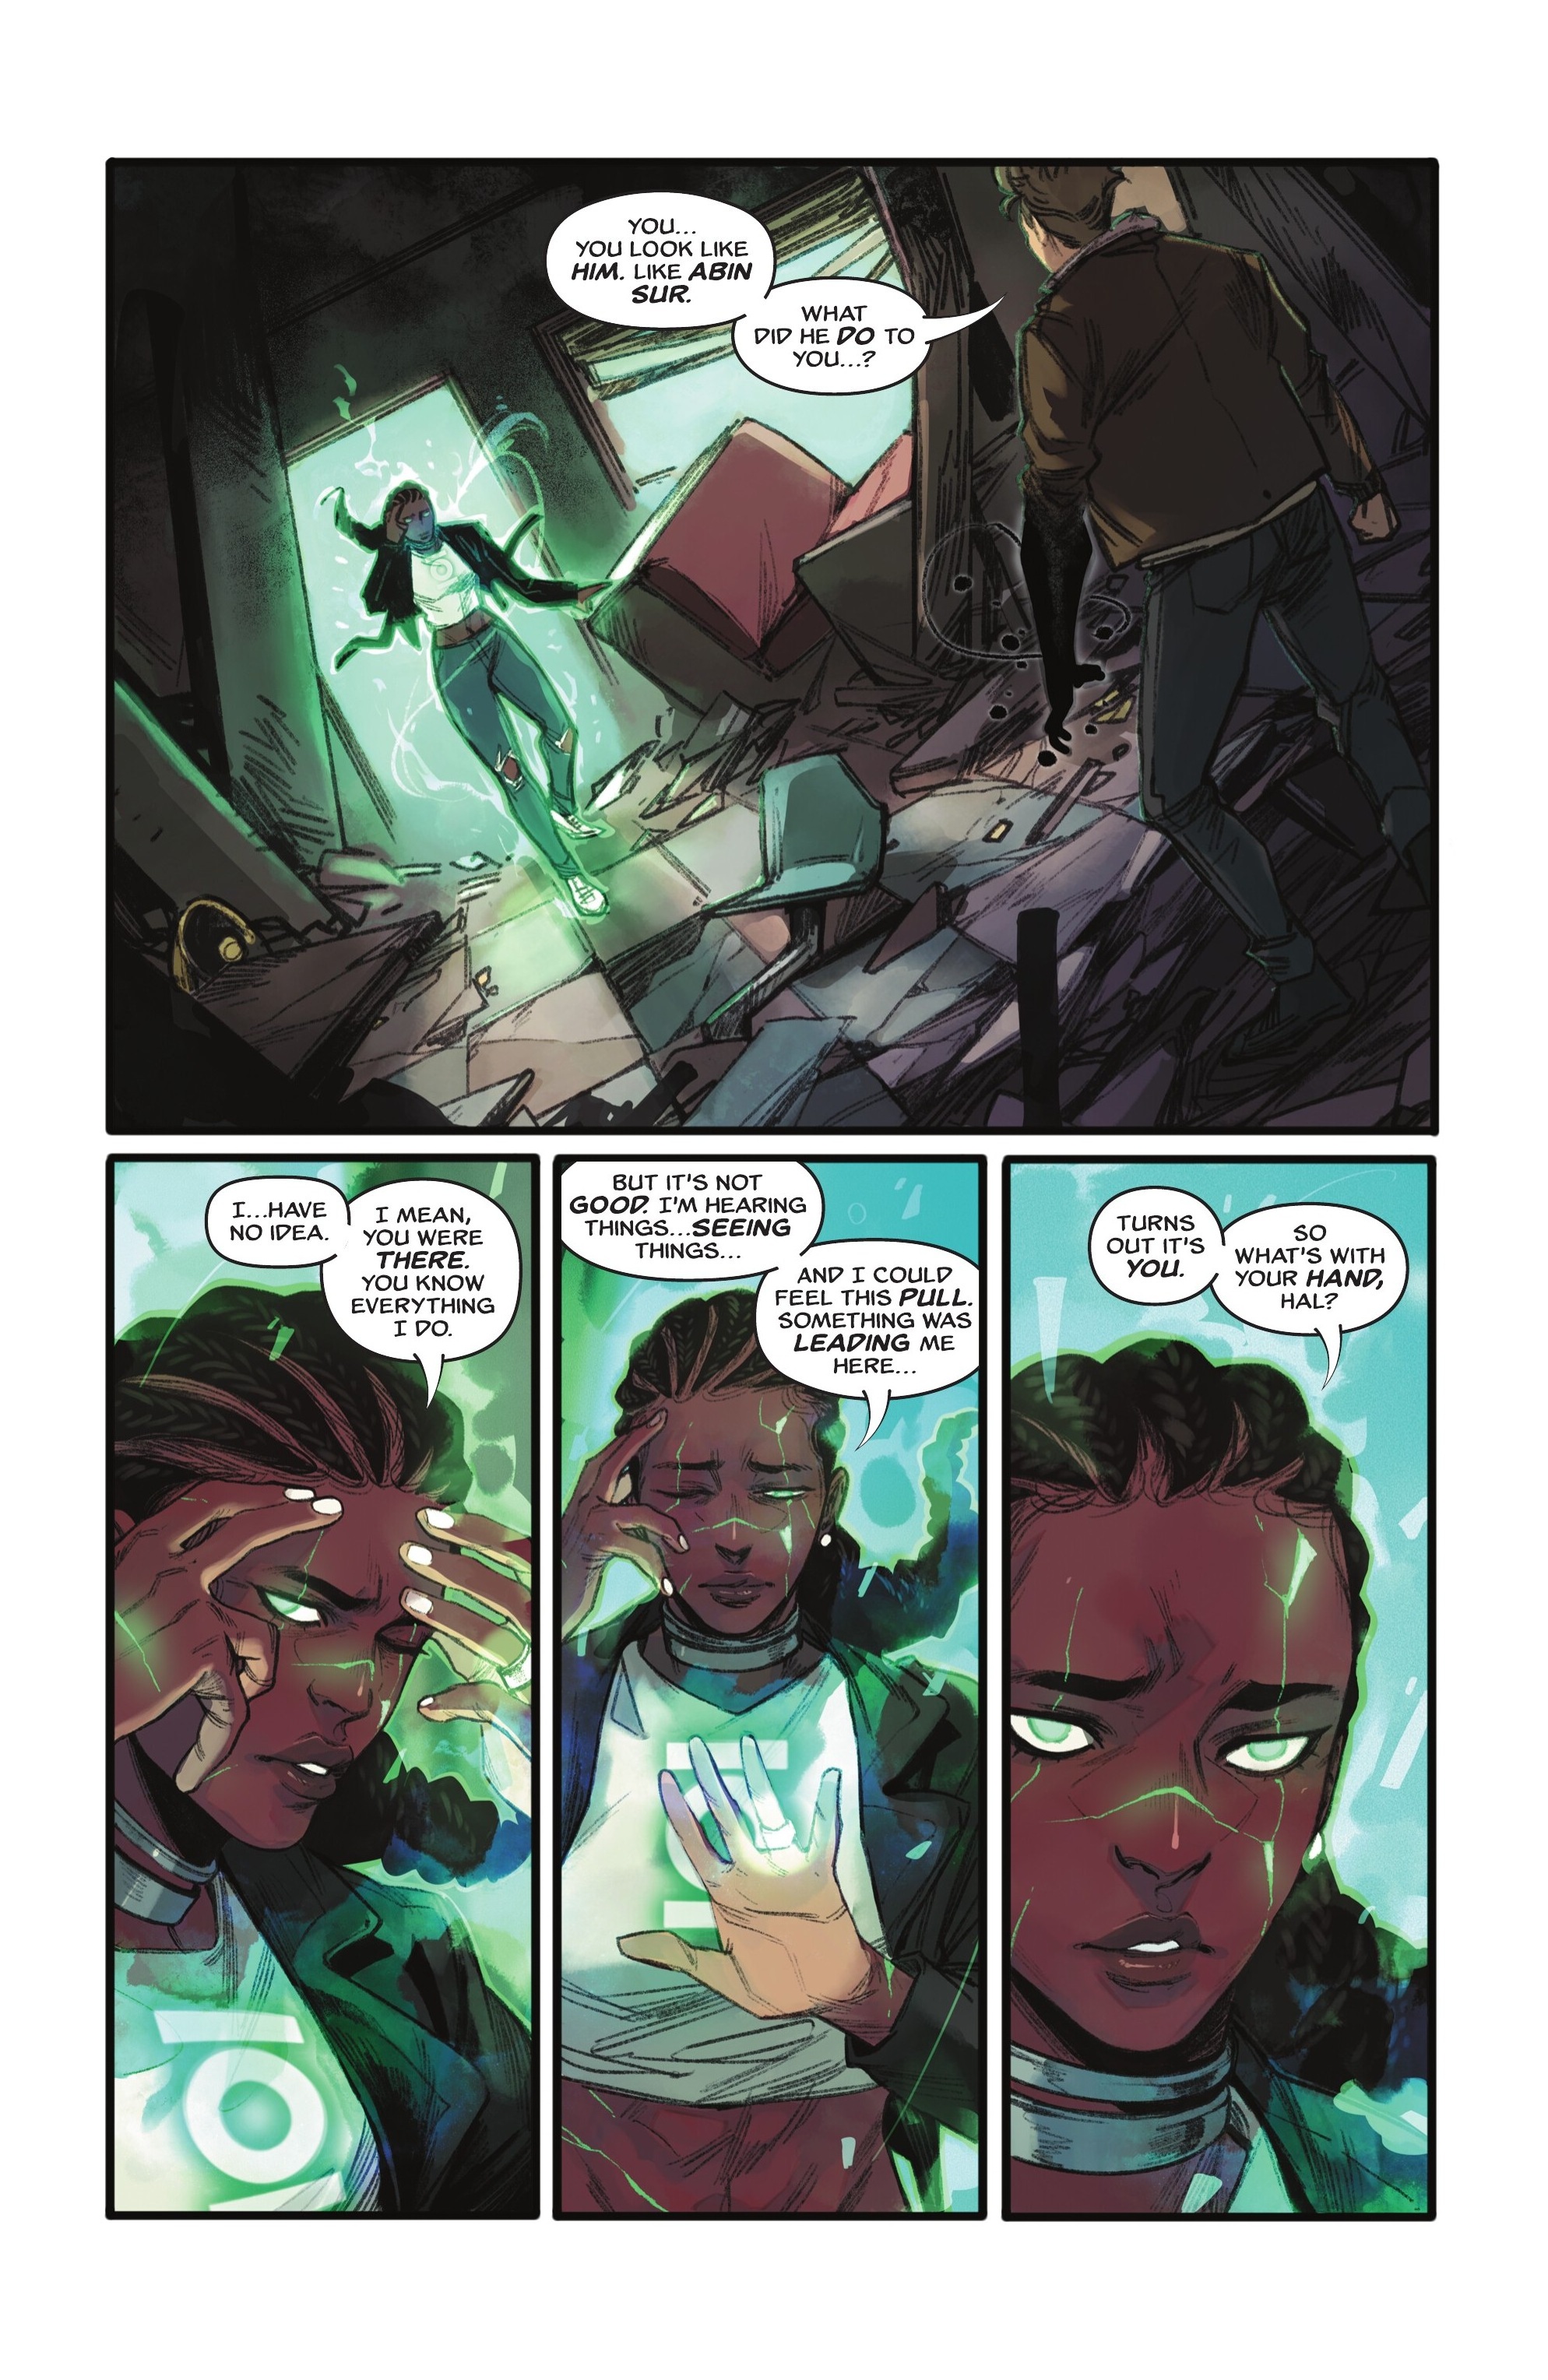 YOU...
YOU LOOK LIKE
HIM. LIKE ABIN
SUR.
WHAT
DID HE DO TO
YOU...?
I...HAVE
NO IDEA.
I MEAN,
YOU WERE
THERE.
YOU KNOW
EVERYTHING
I DO.
BUT IT'S NOT
GOOD. I'M HEARING
THINGS...SEEING
THINGS...
AND I COULD
FEEL THIS PULL.
SOMETHING WAS
LEADING ME
HERE...
TURNS
OUT IT'S
YOU.
SO
WHAT'S WITH
YOUR HAND,
HAL?